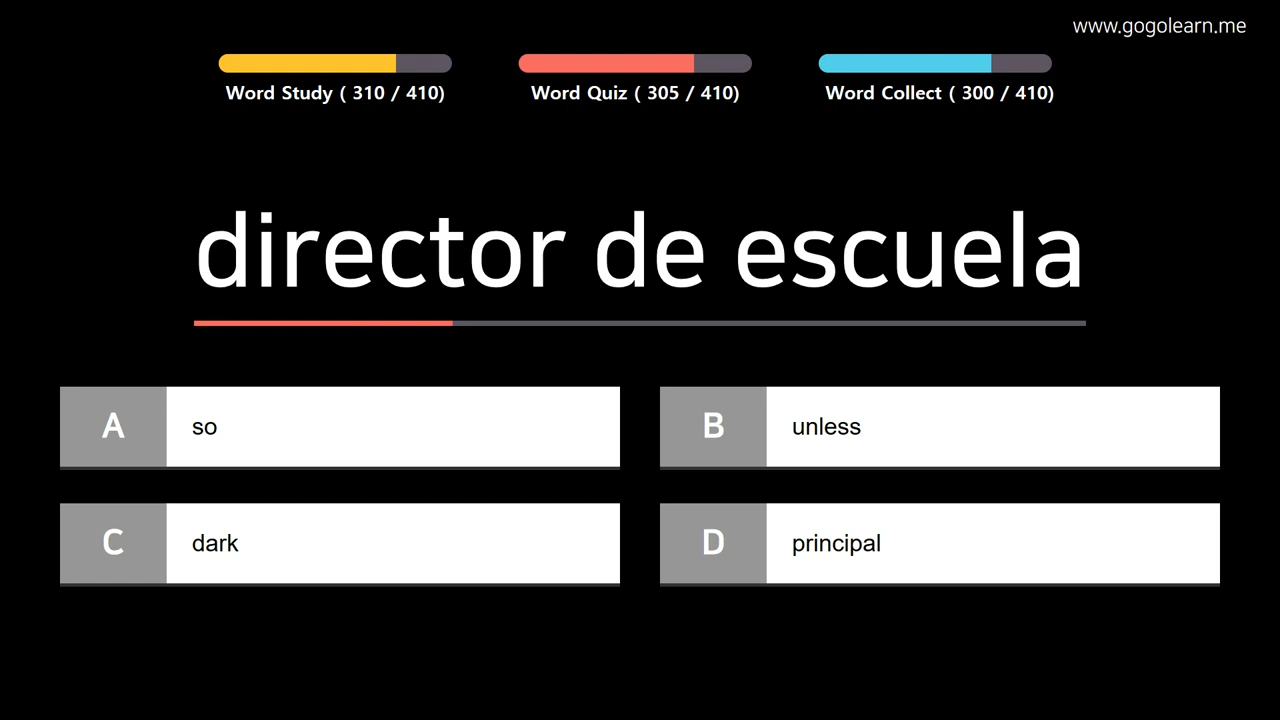 www.gogolearn.me
Word Study ( 310 / 410)
Word Quiz ( 305 / 410)
Word Collect ( 300 / 410)
director de escuela
A so
B unless
C dark
D principal